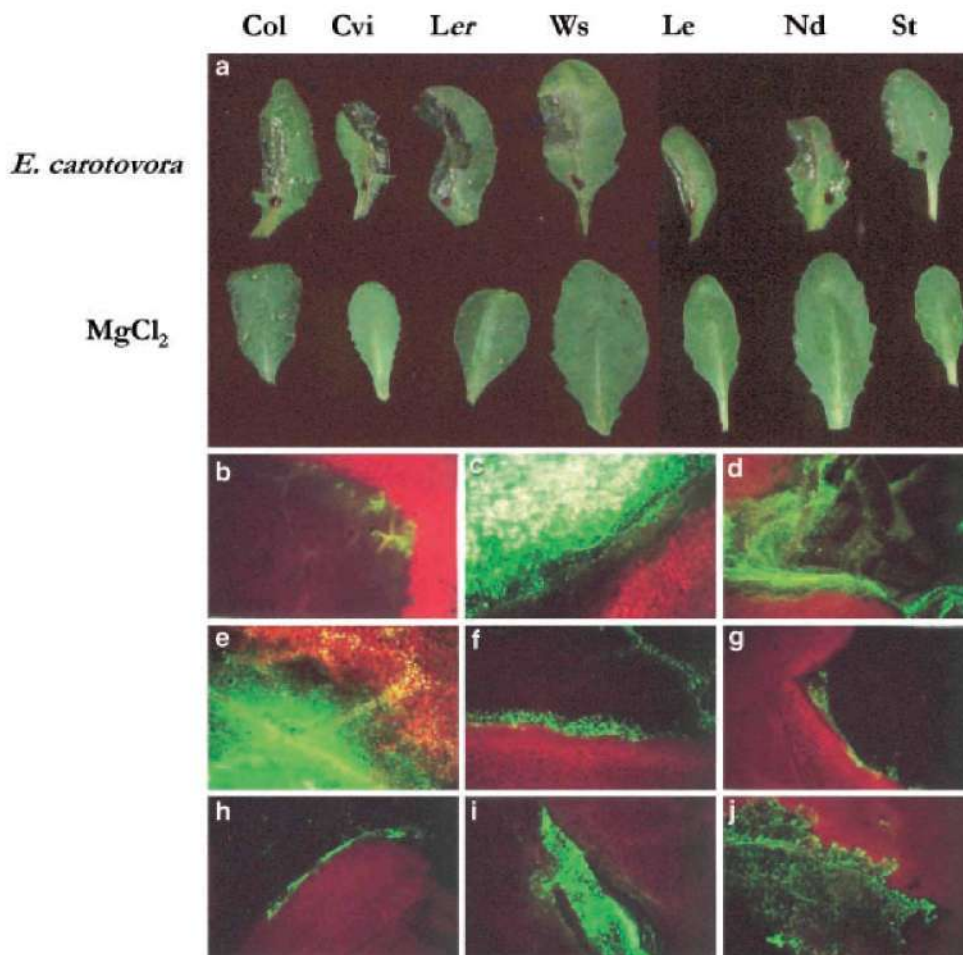 Col Cvi Ler Ws Le Nd St
a
E. carotovora
MgCl₂
b c d
e f g
h i j